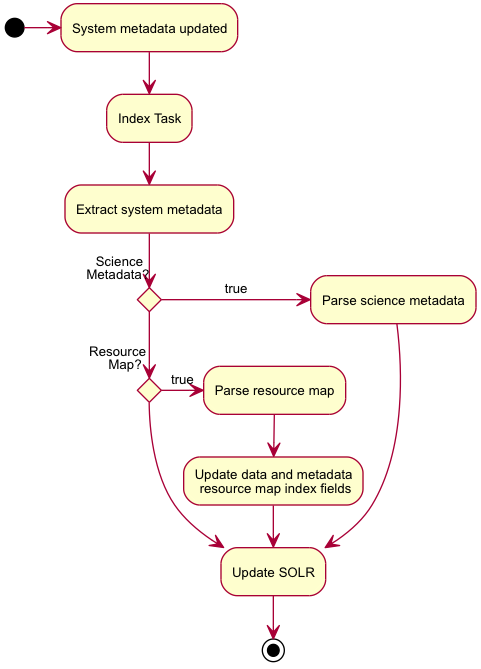 System metadata updated
Index Task
Extract system metadata
Science
Metadata?
true
Parse science metadata
Resource
Map?
true
Parse resource map
Update data and metadata
resource map index fields
Update SOLR